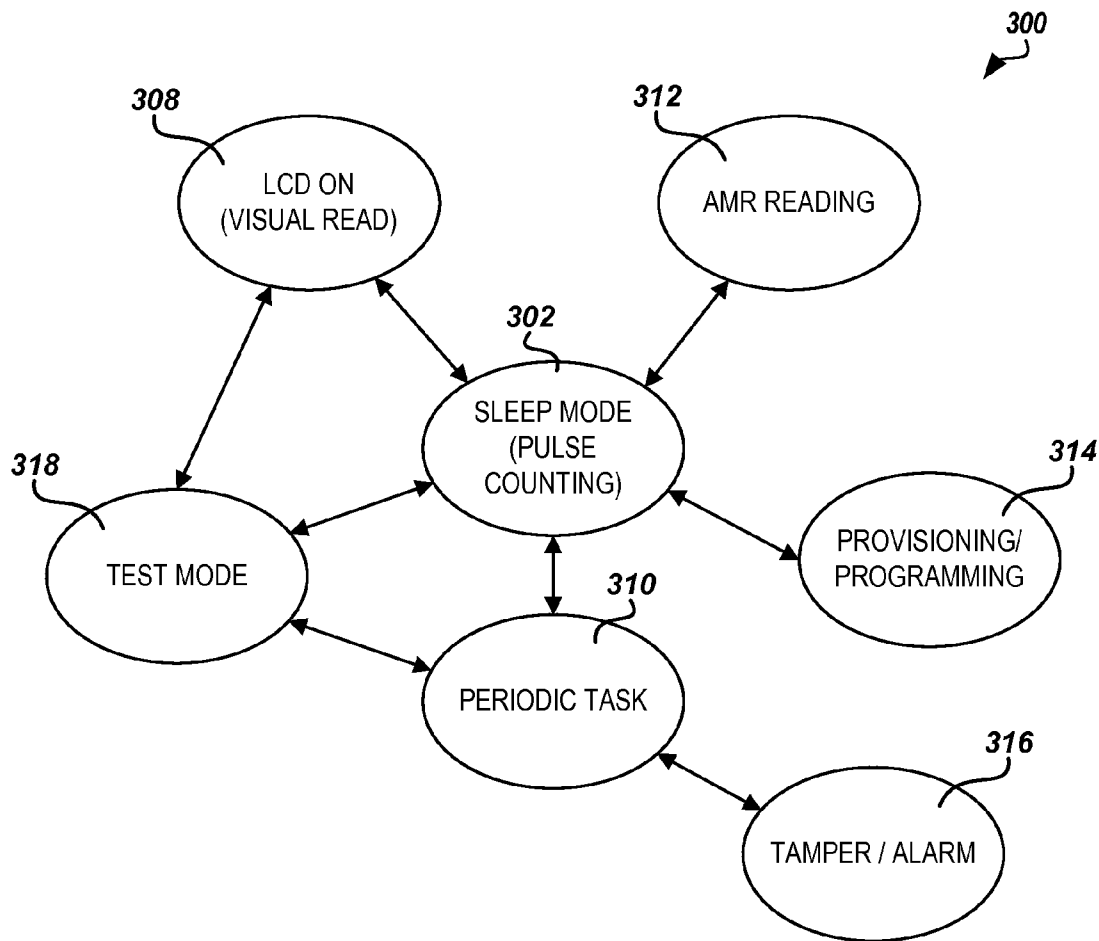 300
308
312
LCD ON
(VISUAL READ)
AMR READING
302
SLEEP MODE
(PULSE
COUNTING)
318
314
TEST MODE
PROVISIONING/
PROGRAMMING
310
PERIODIC TASK
316
TAMPER / ALARM